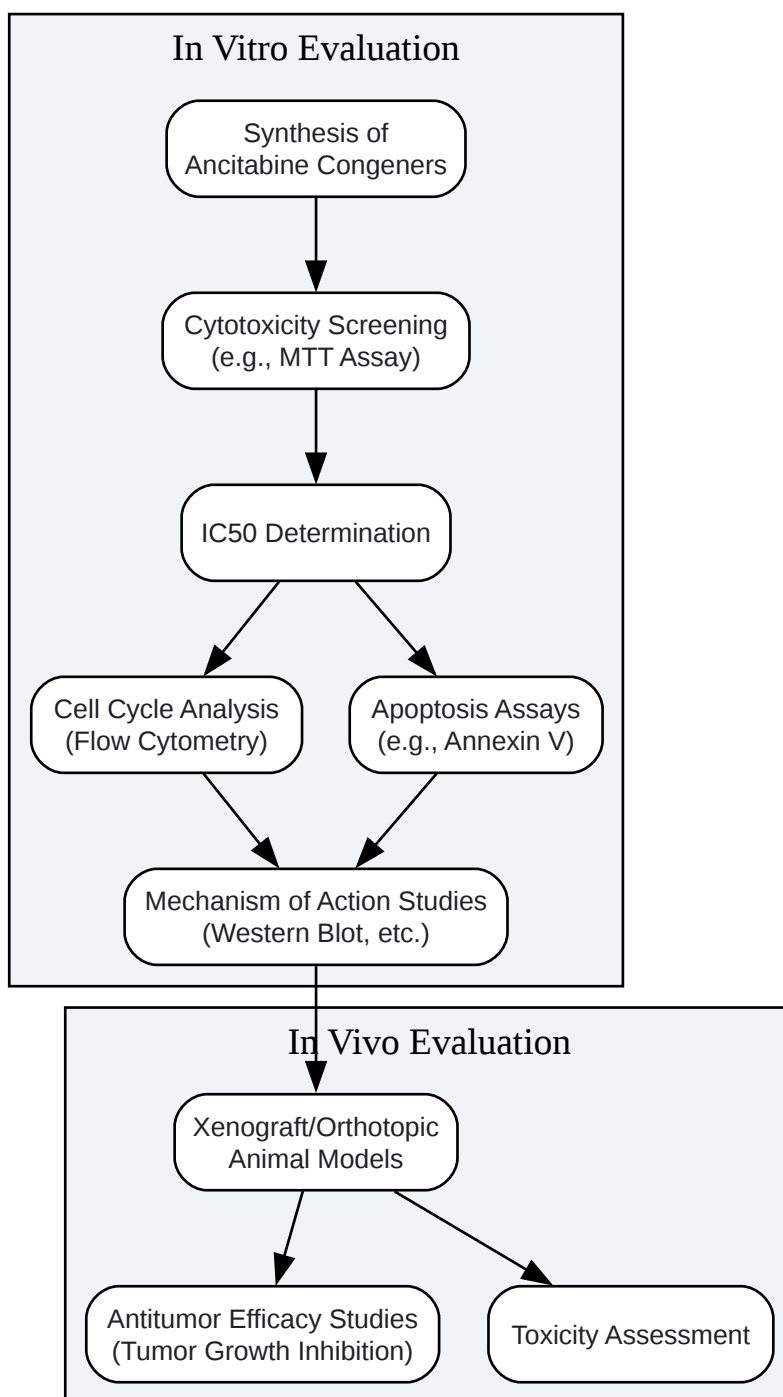 In Vitro Evaluation
Synthesis of
Ancitabine Congeners
Cytotoxicity Screening
(e.g., MTT Assay)
IC50 Determination
Cell Cycle Analysis
(Flow Cytometry)
Apoptosis Assays
(e.g., Annexin V)
Mechanism of Action Studies
(Western Blot, etc.)
In Vivo Evaluation
Xenograft/Orthotopic
Animal Models
Antitumor Efficacy Studies
(Tumor Growth Inhibition)
Toxicity Assessment